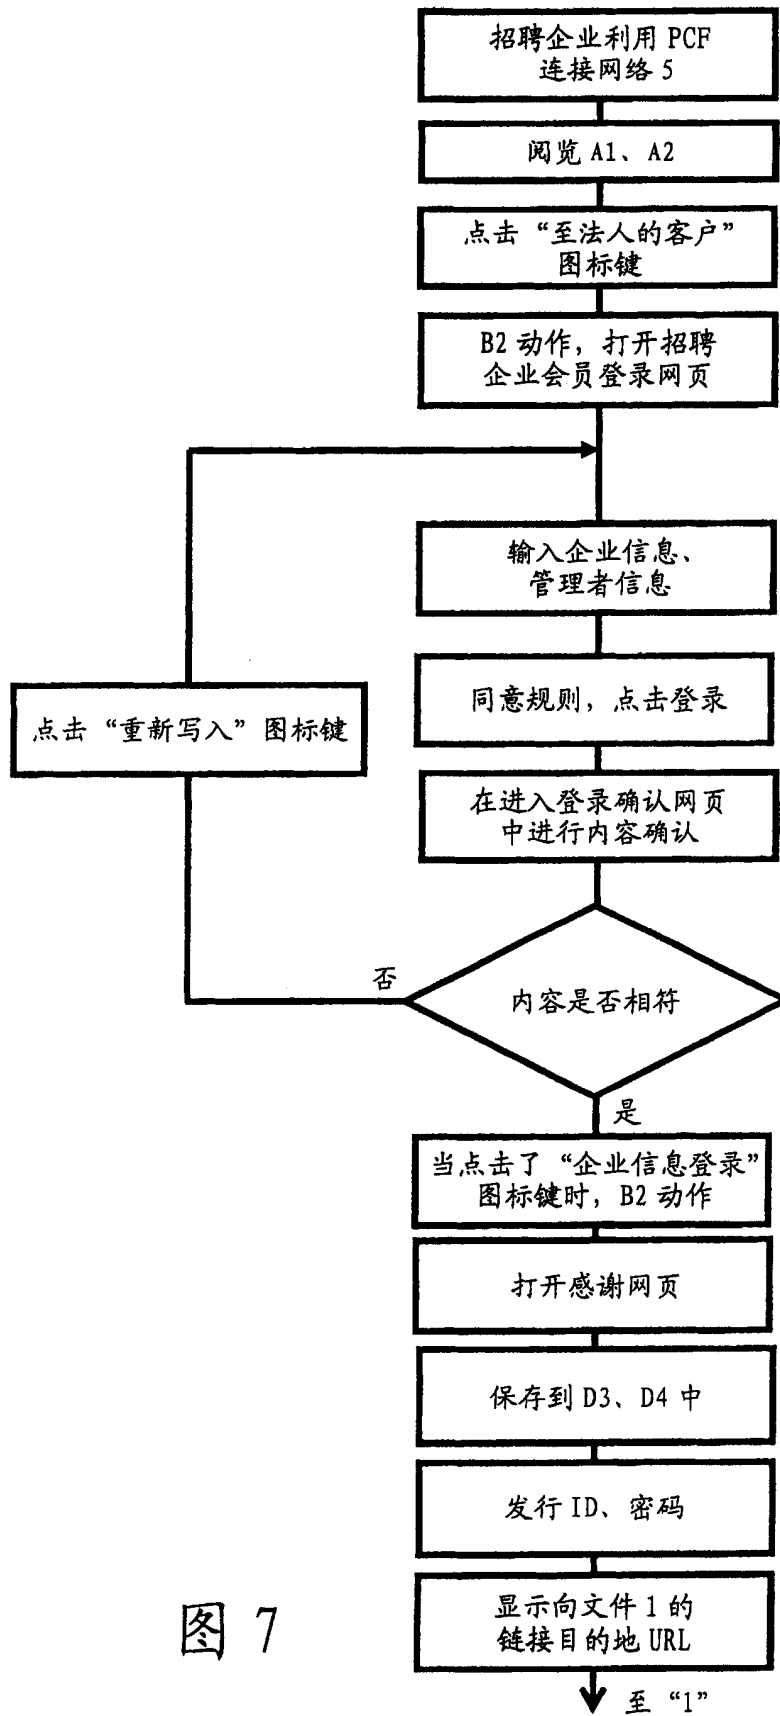 招聘企业利用 PCF
连接网络 5
阅览 A1、A2
点击“至法人的客户”
图标键
B2 动作，打开招聘
企业会员登录网页
输入企业信息、
管理者信息
同意规则，点击登录
点击“重新写入”图标键
在进入登录确认网页
中进行内容确认
否
内容是否相符
是
当点击了“企业信息登录”
图标键时，B2 动作
打开感谢网页
保存到 D3、D4 中
发行 ID、密码
显示向文件 1 的
链接目的地 URL
至“1”
图 7